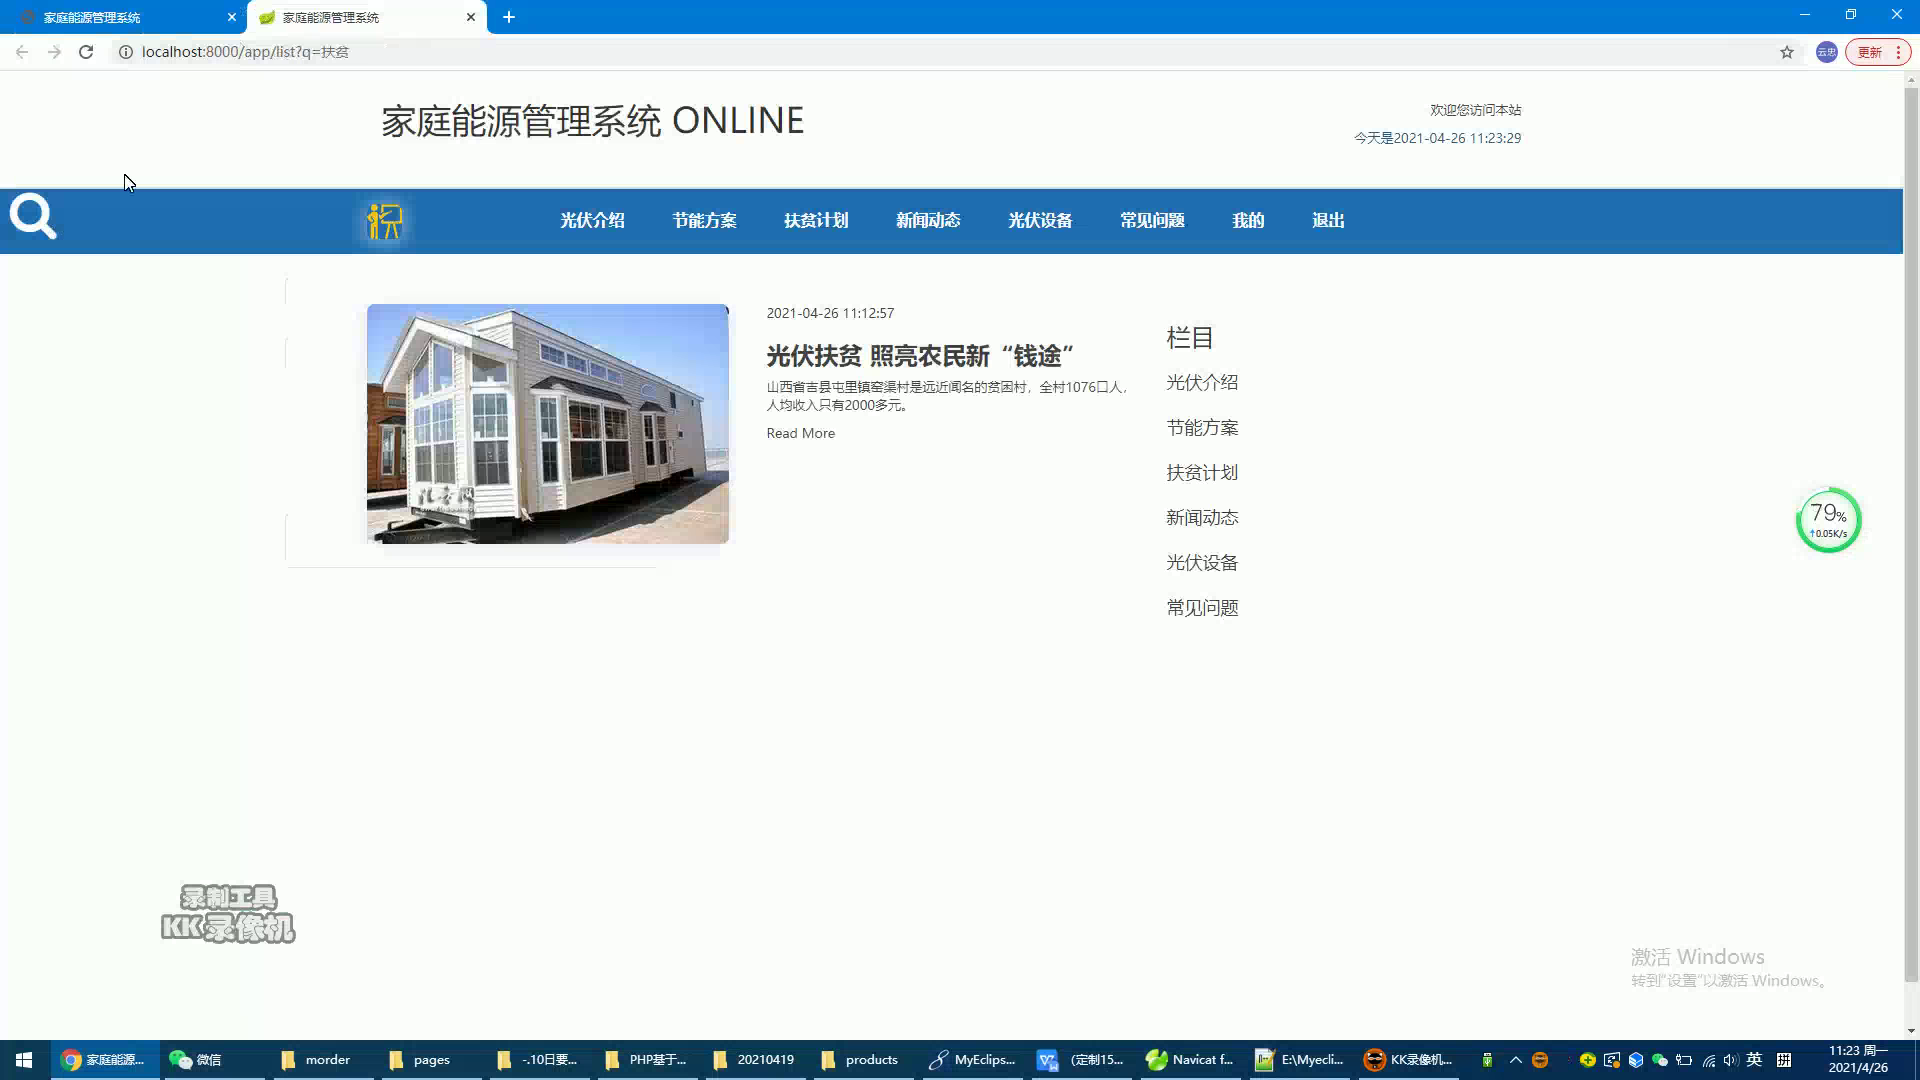 家庭能源管理系统
家庭能源管理系统
localhost:8000/app/list?q=扶贫
云忠
更新
家庭能源管理系统 ONLINE
欢迎您访问本站
今天是2021-04-26 11:23:29
光伏介绍 节能方案 扶贫计划 新闻动态 光伏设备 常见问题 我的 退出
2021-04-26 11:12:57
光伏扶贫 照亮农民新“钱途”
山西省吉县屯里镇窑渠村是远近闻名的贫困村，全村1076口人，
人均收入只有2000多元。
Read More
栏目
光伏介绍
节能方案
扶贫计划
新闻动态
光伏设备
常见问题
79%
0.05K/s
录制工具
KK录像机
激活 Windows
转到"设置"以激活 Windows。
家庭能源... 微信 morder pages -.10日要... PHP基于... 20210419 products MyEclips... (定制15... Navicat f... E:\Myecli... KK录像机... 英 拼
11:23 周一
2021/4/26